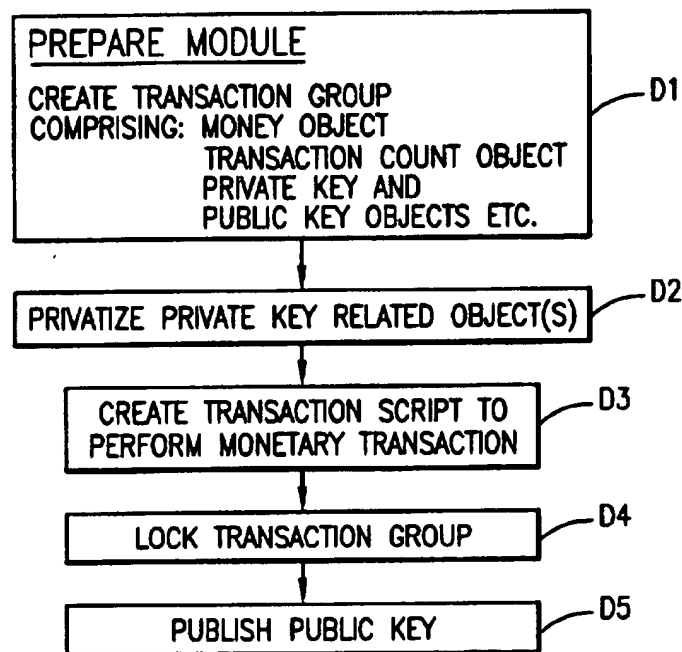 PREPARE MODULE
CREATE TRANSACTION GROUP
COMPRISING: MONEY OBJECT
TRANSACTION COUNT OBJECT
PRIVATE KEY AND
PUBLIC KEY OBJECTS ETC.
D1
PRIVATIZE PRIVATE KEY RELATED OBJECT(S)
D2
CREATE TRANSACTION SCRIPT TO
PERFORM MONETARY TRANSACTION
D3
LOCK TRANSACTION GROUP
D4
PUBLISH PUBLIC KEY
D5